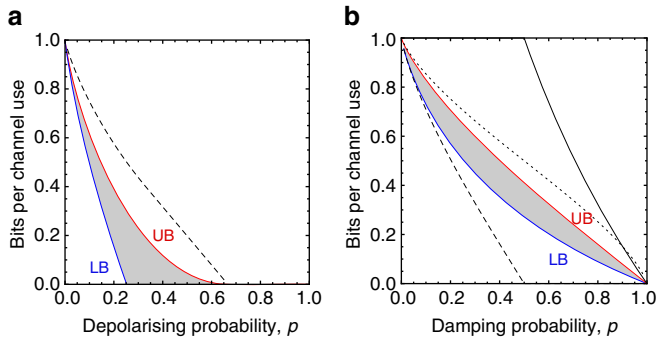 a
Bits per channel use
1.0
0.8
0.6
0.4
0.2
0.0
UB
LB
0.0 0.2 0.4 0.6 0.8 1.0
Depolarising probability, p
b
Bits per channel use
1.0
0.8
0.6
0.4
0.2
0.0
UB
LB
0.0 0.2 0.4 0.6 0.8 1.0
Damping probability, p